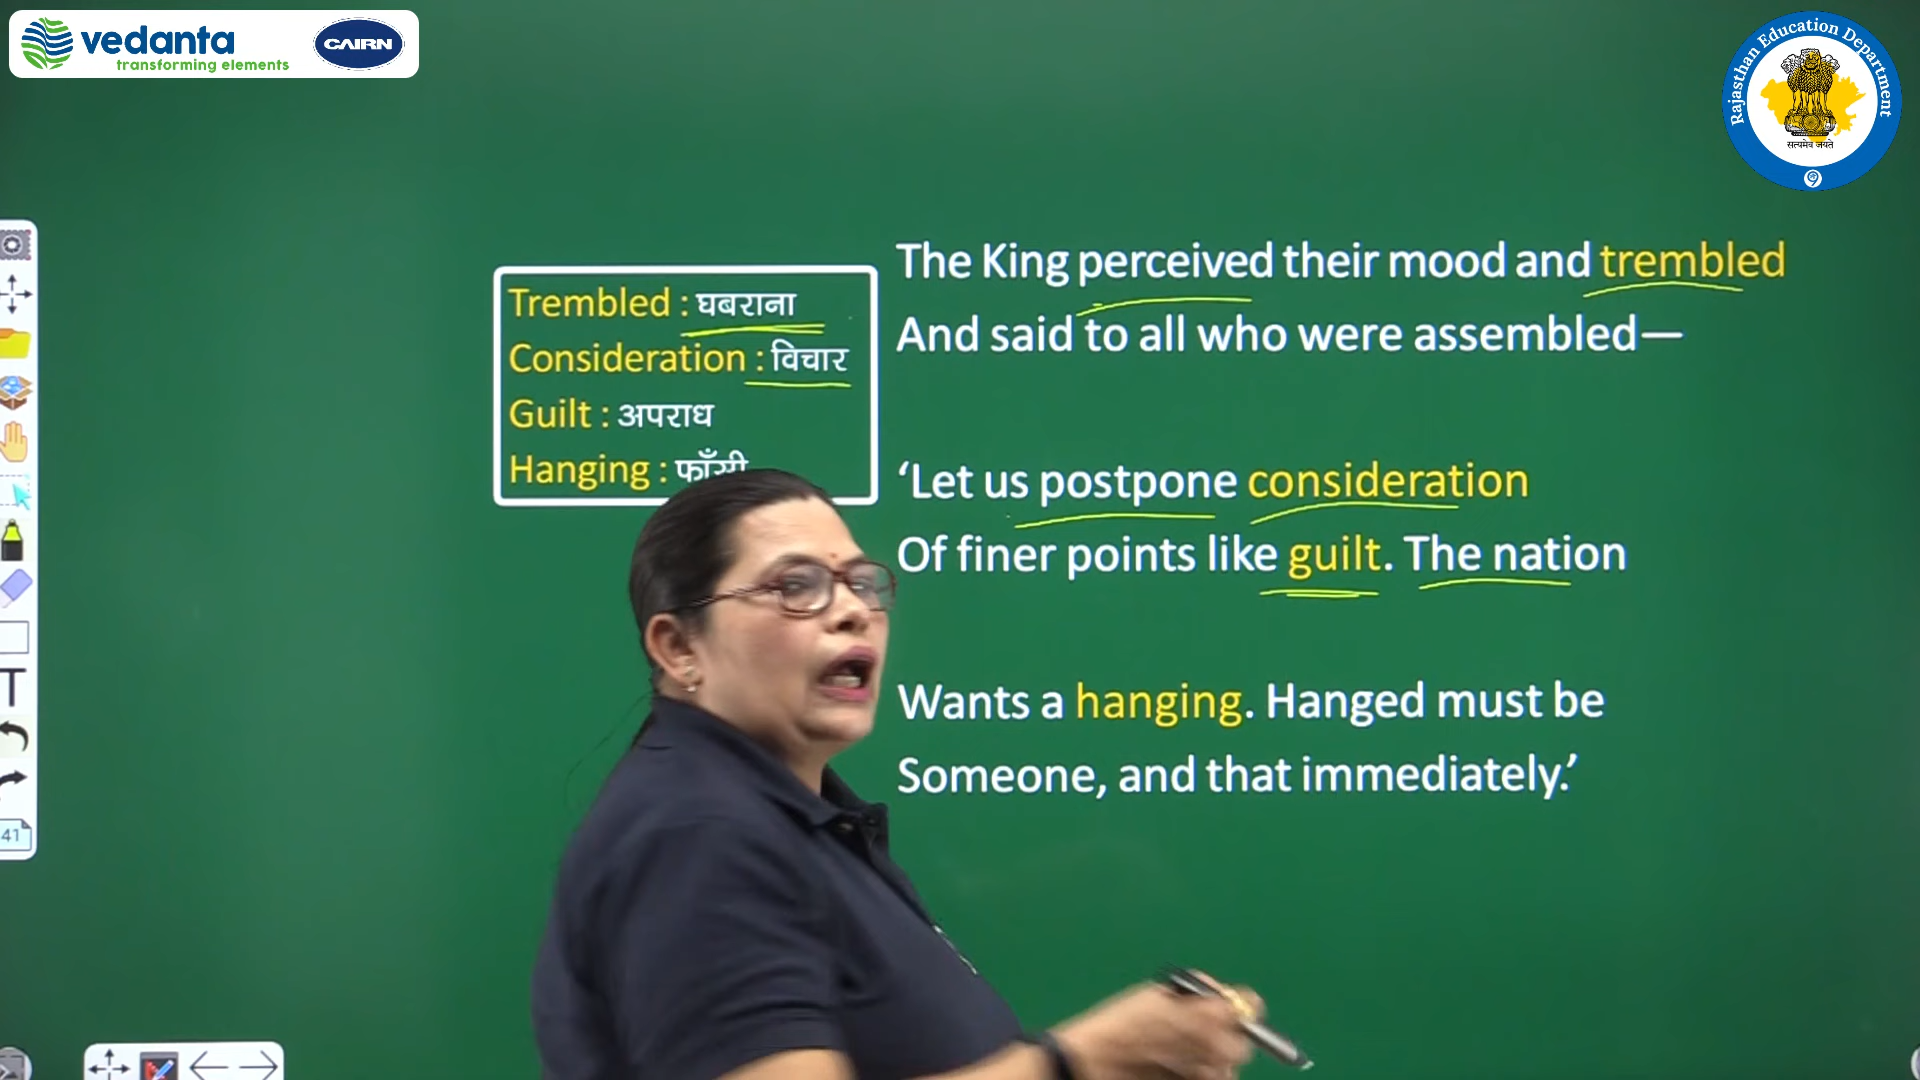 vedanta
transforming elements
CAIRN
Rajasthan Education Department
सत्यमेव जयते
Trembled : घबराना
Consideration : विचार
Guilt : अपराध
Hanging : फाँसी
The King perceived their mood and trembled
And said to all who were assembled—
‘Let us postpone consideration
Of finer points like guilt. The nation
Wants a hanging. Hanged must be
Someone, and that immediately.’
T
41